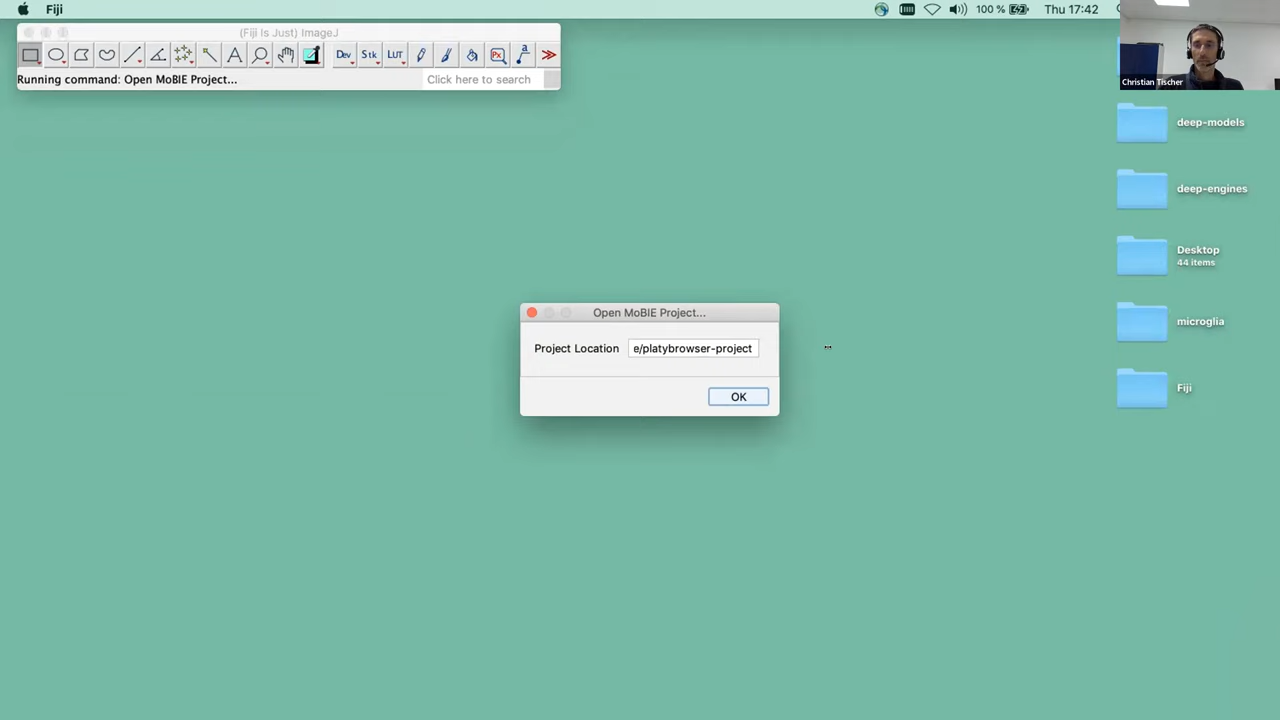 Fiji
100 %
Thu 17:42
(Fiji Is Just) ImageJ
Dev
Stk
LUT
Px
a
Running command: Open MoBIE Project...
Click here to search
Christian Tischer
deep-models
deep-engines
Desktop
44 items
microglia
Fiji
Open MoBIE Project...
Project Location
e/platybrowser-project
OK